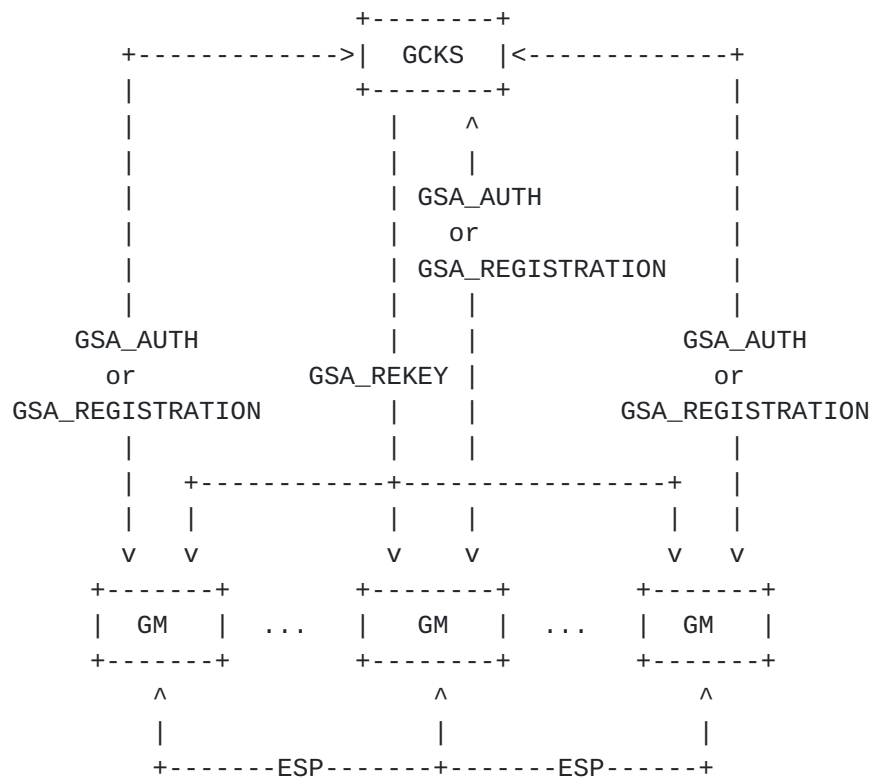 GCKS
GSA_AUTH
or
GSA_REGISTRATION
GSA_AUTH GSA_AUTH
or GSA_REKEY or
GSA_REGISTRATION GSA_REGISTRATION
GM ... GM ... GM
ESP ESP